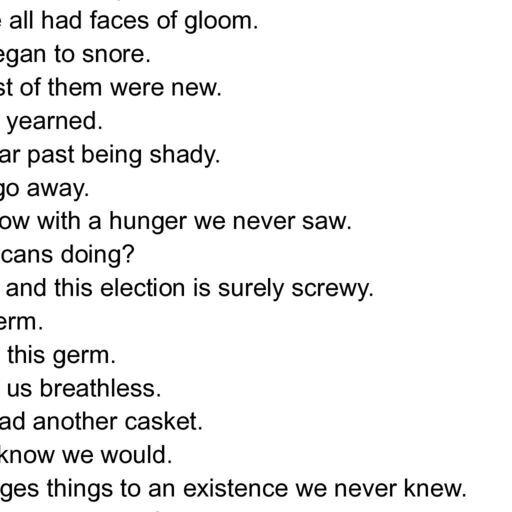 all had faces of gloom.
egan to snore.
st of them were new.
yearned.
ar past being shady.
go away.
ow with a hunger we never saw.
cans doing?
and this election is surely screwy.
erm.
this germ.
us breathless.
ad another casket.
know we would.
ges things to an existence we never knew.